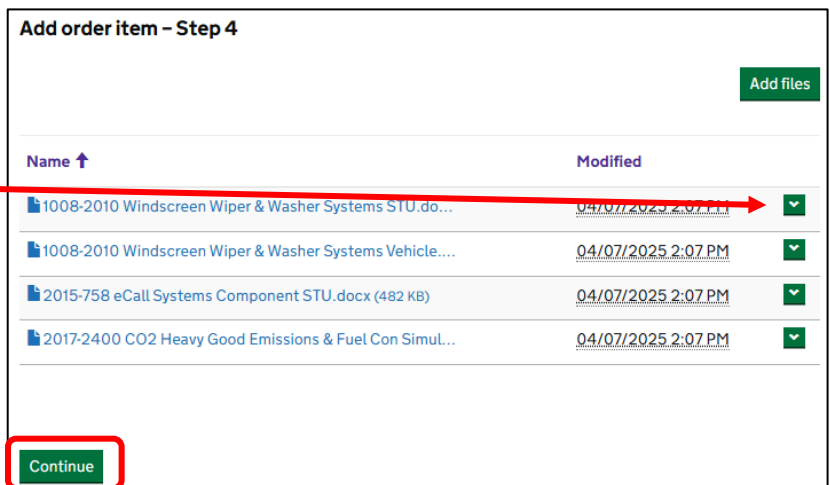 Add order item – Step 4
Add files
Name Modified
1008-2010 Windscreen Wiper & Washer Systems STU.do... 04/07/2025 2:07 PM
1008-2010 Windscreen Wiper & Washer Systems Vehicle.... 04/07/2025 2:07 PM
2015-758 eCall Systems Component STU.docx (482 KB) 04/07/2025 2:07 PM
2017-2400 CO2 Heavy Good Emissions & Fuel Con Simul... 04/07/2025 2:07 PM
Continue